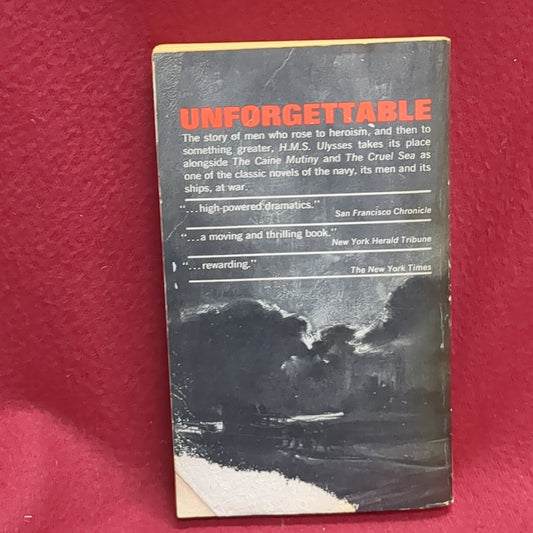 UNFORGETTABLE
The story of men who rose to heroism, and then to
something greater, H.M.S. Ulysses takes its place
alongside The Caine Mutiny and The Cruel Sea as
one of the classic novels of the navy, its men and its
ships, at war.
"...high-powered dramatics."
San Francisco Chronicle
"...a moving and thrilling book."
New York Herald Tribune
"...rewarding."
The New York Times